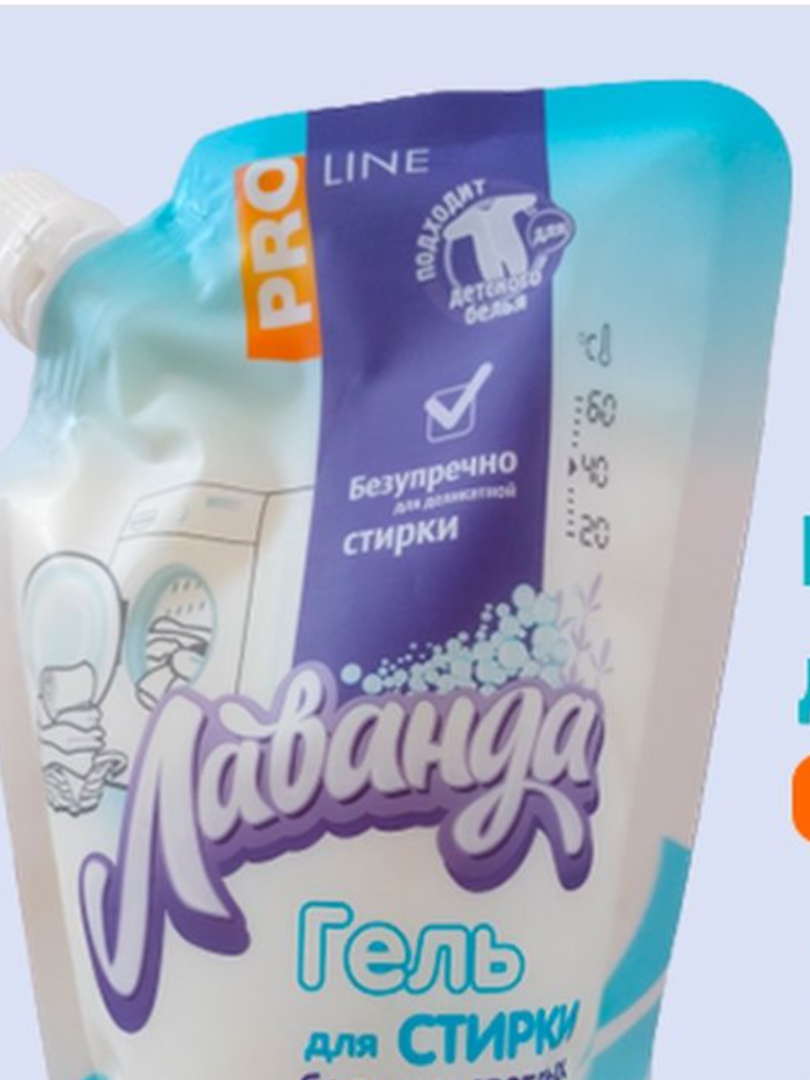 PRO LINE
ПОДХОДИТ
для
детского
белья
Безупречно
для деликатной
стирки
°C
60
40
20
Лаванда
Гель
для СТИРКИ